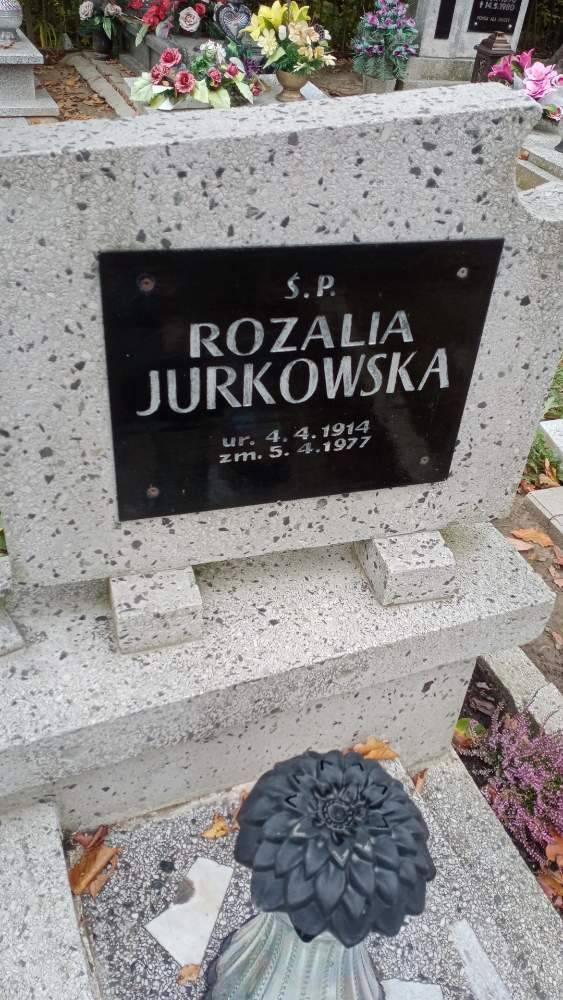 Ś.P.
ROZALIA
JURKOWSKA
ur. 4.4.1914
zm. 5.4.1977